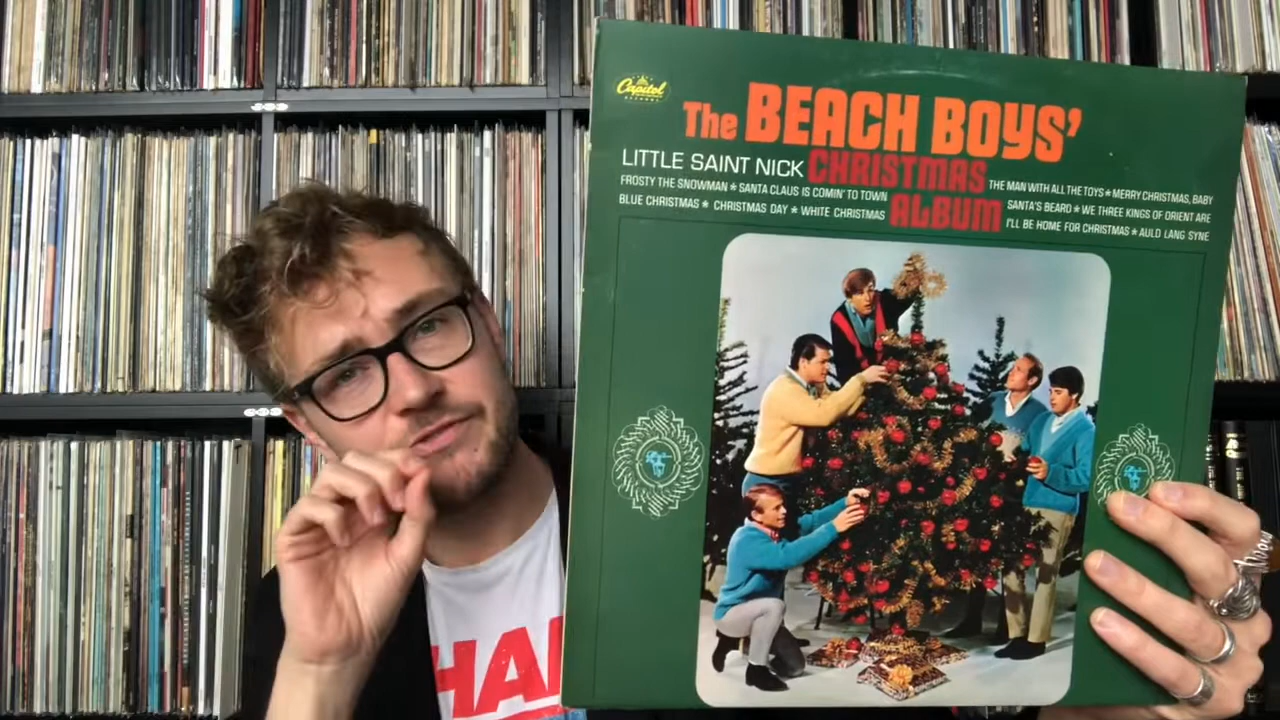 Capitol
RECORDS
The BEACH BOYS'
LITTLE SAINT NICK CHRISTMAS THE MAN WITH ALL THE TOYS * MERRY CHRISTMAS, BABY
FROSTY THE SNOWMAN * SANTA CLAUS IS COMIN' TO TOWN
BLUE CHRISTMAS * CHRISTMAS DAY * WHITE CHRISTMAS ALBUM SANTA'S BEARD * WE THREE KINGS OF ORIENT ARE
I'LL BE HOME FOR CHRISTMAS * AULD LANG SYNE
HA